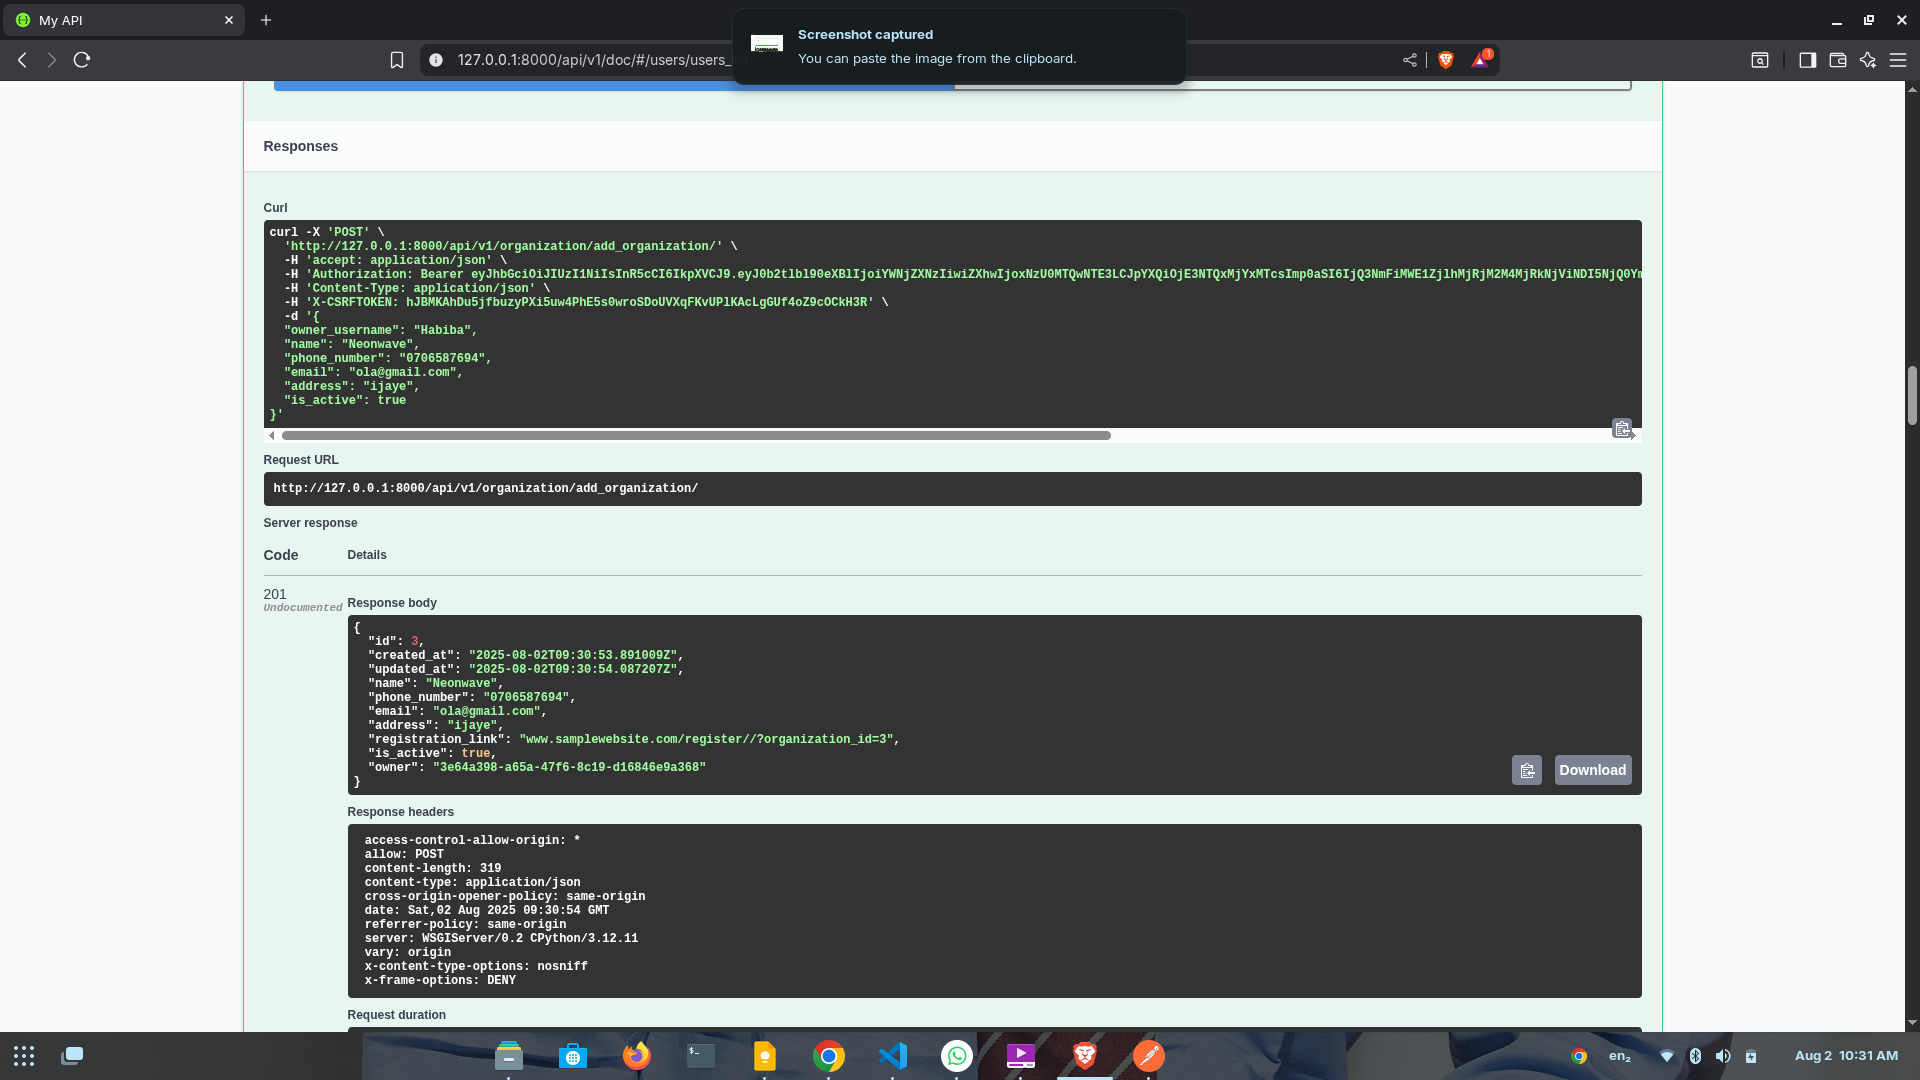 My API
Screenshot captured
You can paste the image from the clipboard.
127.0.0.1:8000/api/v1/doc/#/users/users_
1
Responses
Curl
curl -X 'POST' \
'http://127.0.0.1:8000/api/v1/organization/add_organization/' \
-H 'accept: application/json' \
-H 'Authorization: Bearer
-H 'Content-Type: application/json' \
-H 'X-CSRFTOKEN: hJBMKAhDu5jfbuzyPXi5uw4PhE5s0wroSDoUVXqFKvUPlKAcLgGUf4oZ9cOCkH3R' \
-d '{
"owner_username": "Habiba",
"name": "Neonwave",
"phone_number": "0706587694",
"email": "ola@gmail.com",
"address": "ijaye",
"is_active": true
}'
Request URL
http://127.0.0.1:8000/api/v1/organization/add_organization/
Server response
Code Details
201
Undocumented
Response body
{
"id": 3,
"created_at": "2025-08-02T09:30:53.891009Z",
"updated_at": "2025-08-02T09:30:54.087207Z",
"name": "Neonwave",
"phone_number": "0706587694",
"email": "ola@gmail.com",
"address": "ijaye",
"registration_link": "www.samplewebsite.com/register//?organization_id=3",
"is_active": true,
"owner": "3e64a398-a65a-47f6-8c19-d16846e9a368"
}
Download
Response headers
access-control-allow-origin: *
allow: POST
content-length: 319
content-type: application/json
cross-origin-opener-policy: same-origin
date: Sat,02 Aug 2025 09:30:54 GMT
referrer-policy: same-origin
server: WSGIServer/0.2 CPython/3.12.11
vary: origin
x-content-type-options: nosniff
x-frame-options: DENY
Request duration
en₂
Aug 2 10:31 AM